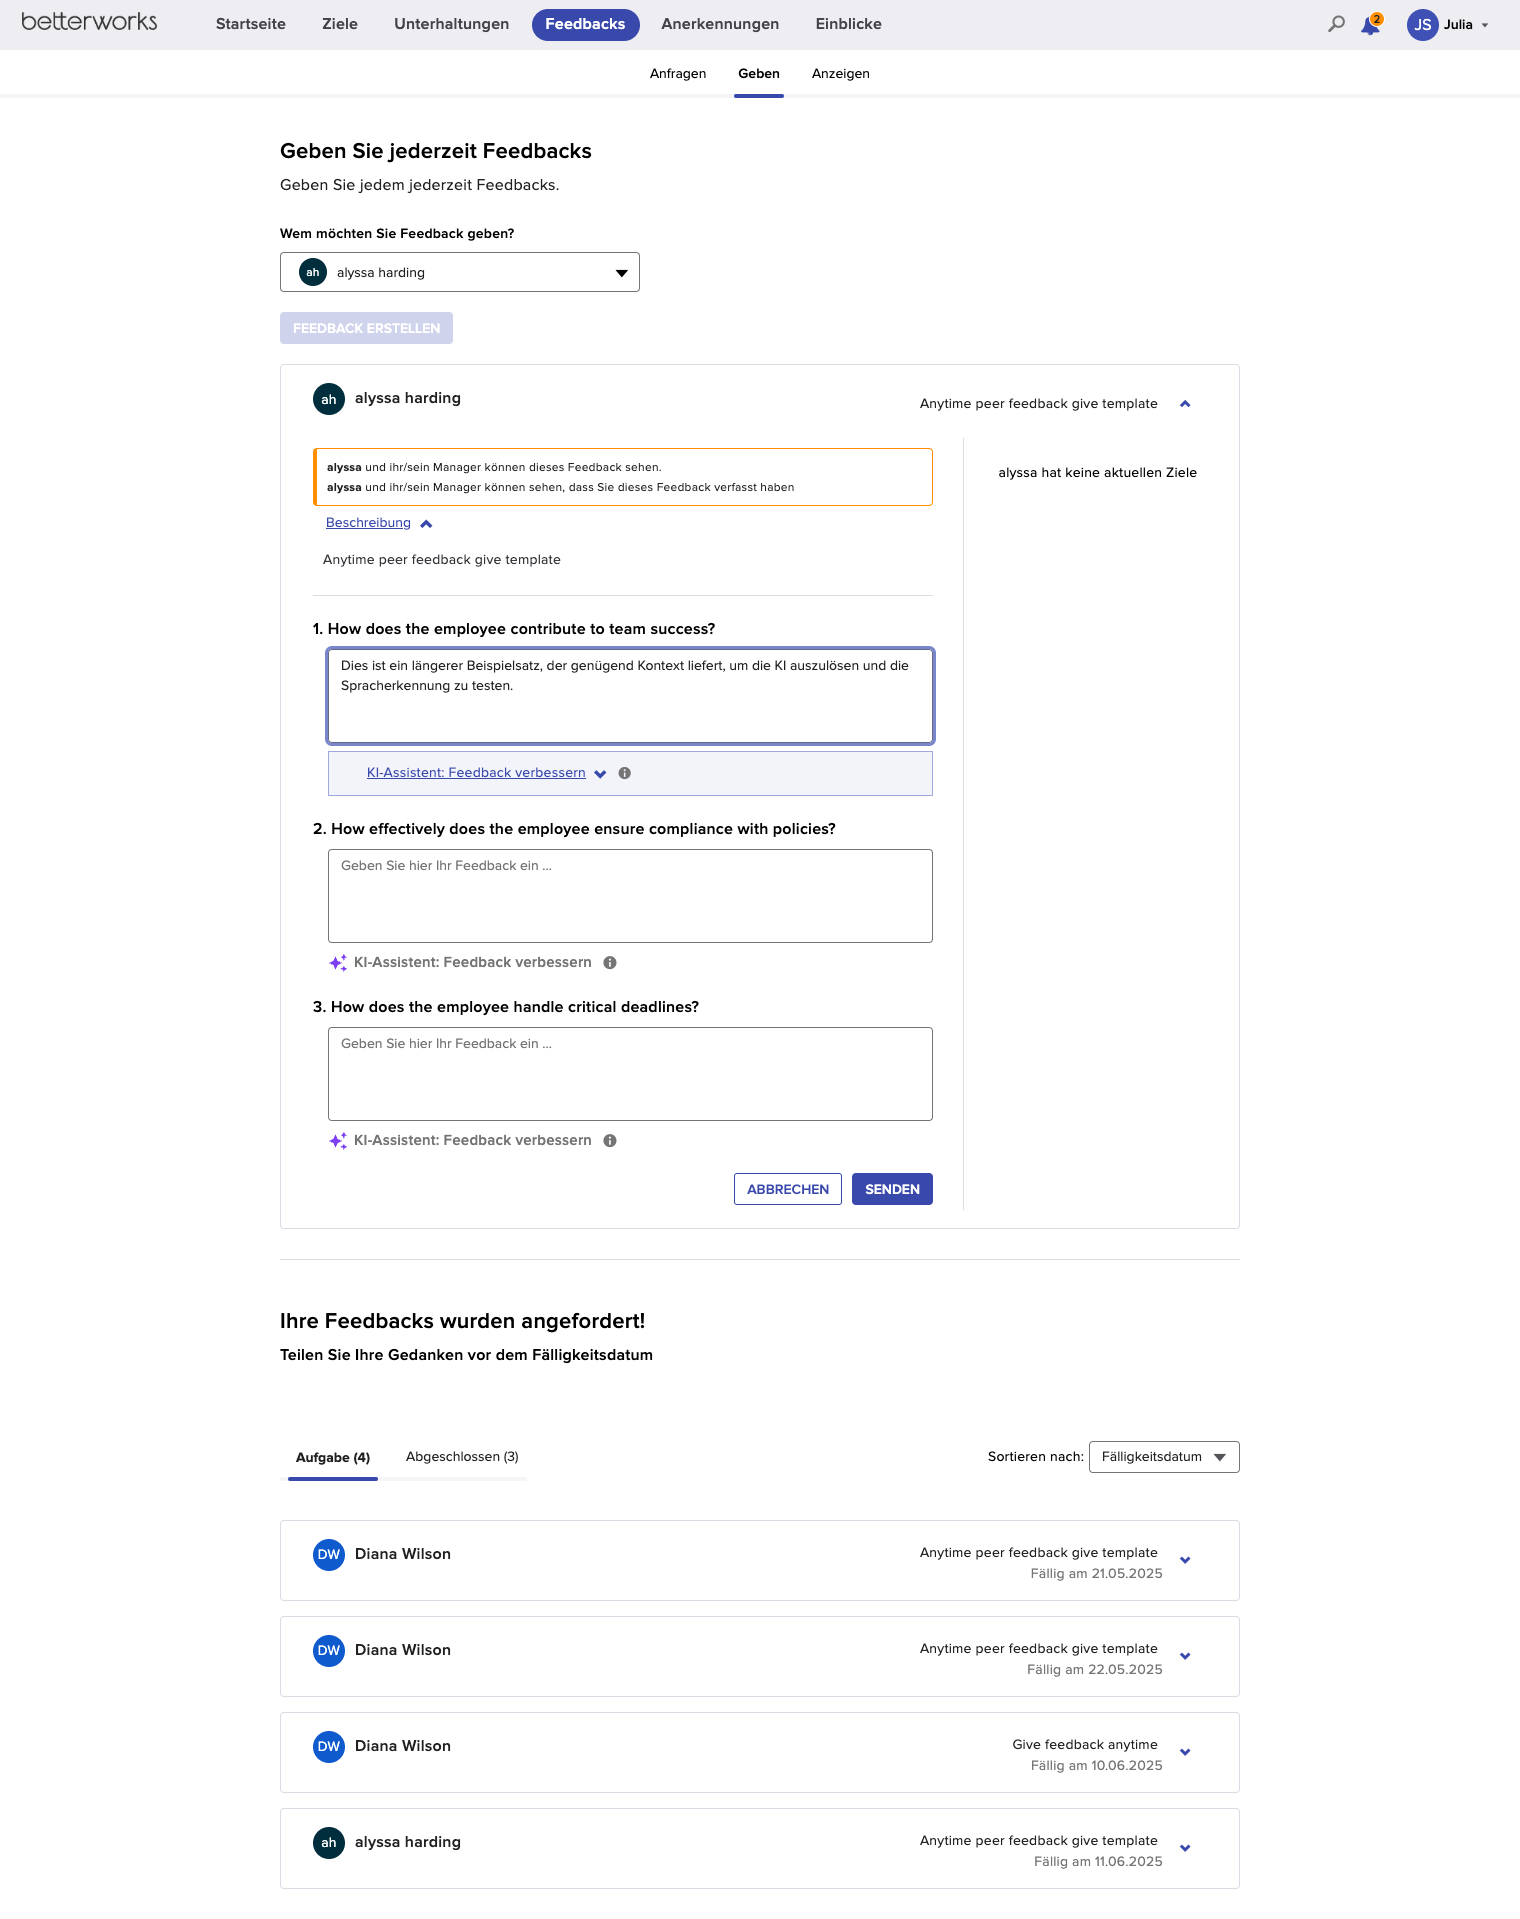 betterworks
Startseite
Ziele
Unterhaltungen
Feedbacks
Anerkennungen
Einblicke
2
JS
Julia
Anfragen
Geben
Anzeigen
Geben Sie jederzeit Feedbacks
Geben Sie jedem jederzeit Feedbacks.
Wem möchten Sie Feedback geben?
ah
alyssa harding
FEEDBACK ERSTELLEN
ah
alyssa harding
Anytime peer feedback give template
alyssa und ihr/sein Manager können dieses Feedback sehen.
alyssa und ihr/sein Manager können sehen, dass Sie dieses Feedback verfasst haben
alyssa hat keine aktuellen Ziele
Beschreibung
Anytime peer feedback give template
1. How does the employee contribute to team success?
Dies ist ein längerer Beispielsatz, der genügend Kontext liefert, um die KI auszulösen und die
Spracherkennung zu testen.
KI-Assistent: Feedback verbessern
2. How effectively does the employee ensure compliance with policies?
Geben Sie hier Ihr Feedback ein ...
KI-Assistent: Feedback verbessern
3. How does the employee handle critical deadlines?
Geben Sie hier Ihr Feedback ein ...
KI-Assistent: Feedback verbessern
ABBRECHEN
SENDEN
Ihre Feedbacks wurden angefordert!
Teilen Sie Ihre Gedanken vor dem Fälligkeitsdatum
Aufgabe (4)
Abgeschlossen (3)
Sortieren nach:
Fälligkeitsdatum
DW
Diana Wilson
Anytime peer feedback give template
Fällig am 21.05.2025
DW
Diana Wilson
Anytime peer feedback give template
Fällig am 22.05.2025
DW
Diana Wilson
Give feedback anytime
Fällig am 10.06.2025
ah
alyssa harding
Anytime peer feedback give template
Fällig am 11.06.2025